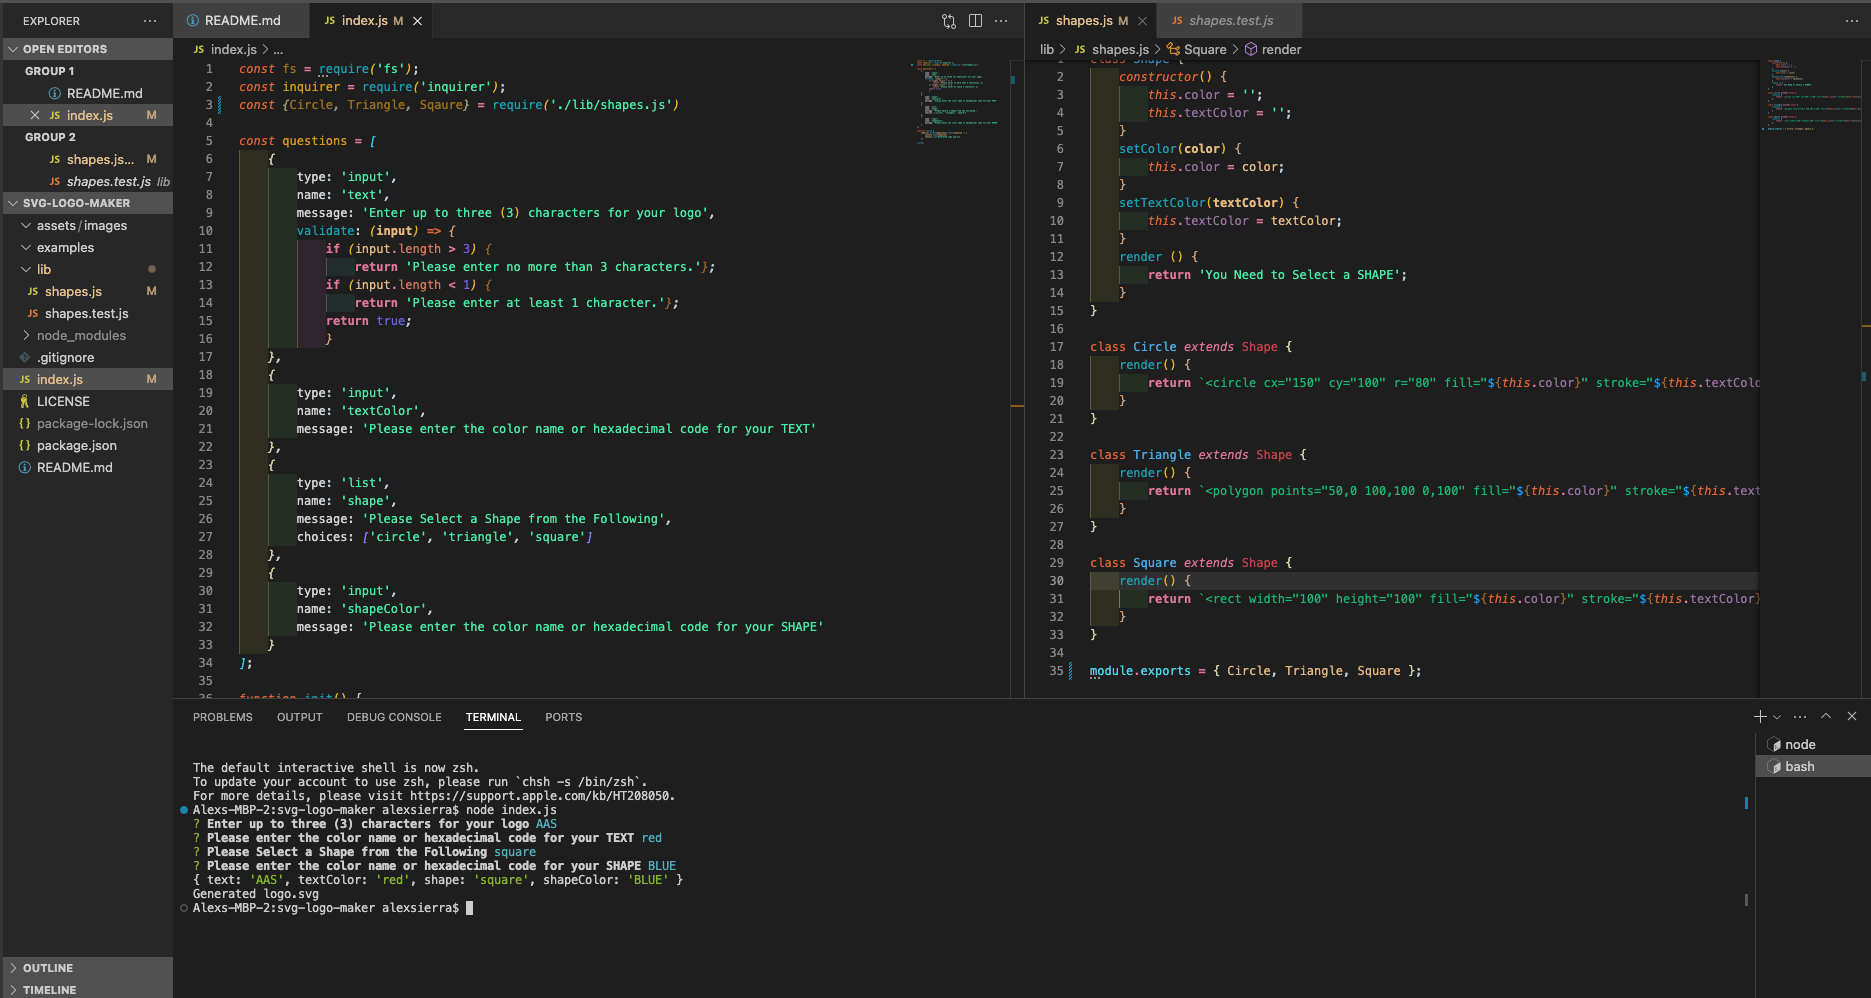 EXPLORER
OPEN EDITORS
GROUP 1
README.md
JS index.js M
GROUP 2
JS shapes.js... M
JS shapes.test.js lib
SVG-LOGO-MAKER
assets/images
examples
lib
JS shapes.js M
JS shapes.test.js
node_modules
.gitignore
JS index.js M
LICENSE
{} package-lock.json
{} package.json
README.md
OUTLINE
TIMELINE
README.md
JS index.js M
JS index.js > ...
1 const fs = require('fs');
2 const inquirer = require('inquirer');
3 const {Circle, Triangle, Sqaure} = require('./lib/shapes.js')
4
5 const questions = [
6 {
7 type: 'input',
8 name: 'text',
9 message: 'Enter up to three (3) characters for your logo',
10 validate: (input) => {
11 if (input.length > 3) {
12 return 'Please enter no more than 3 characters.'};
13 if (input.length < 1) {
14 return 'Please enter at least 1 character.'};
15 return true;
16 }
17 },
18 {
19 type: 'input',
20 name: 'textColor',
21 message: 'Please enter the color name or hexadecimal code for your TEXT'
22 },
23 {
24 type: 'list',
25 name: 'shape',
26 message: 'Please Select a Shape from the Following',
27 choices: ['circle', 'triangle', 'square']
28 },
29 {
30 type: 'input',
31 name: 'shapeColor',
32 message: 'Please enter the color name or hexadecimal code for your SHAPE'
33 }
34 ];
35
36 function init() {
JS shapes.js M
JS shapes.test.js
lib > JS shapes.js > Square > render
1 class Shape {
2 constructor() {
3 this.color = '';
4 this.textColor = '';
5 }
6 setColor(color) {
7 this.color = color;
8 }
9 setTextColor(textColor) {
10 this.textColor = textColor;
11 }
12 render () {
13 return 'You Need to Select a SHAPE';
14 }
15 }
16
17 class Circle extends Shape {
18 render() {
19 return `<circle cx="150" cy="100" r="80" fill="${this.color}" stroke="${this.textColo
20 }
21 }
22
23 class Triangle extends Shape {
24 render() {
25 return `<polygon points="50,0 100,100 0,100" fill="${this.color}" stroke="${this.text
26 }
27 }
28
29 class Square extends Shape {
30 render() {
31 return `<rect width="100" height="100" fill="${this.color}" stroke="${this.textColor}
32 }
33 }
34
35 module.exports = { Circle, Triangle, Square };
PROBLEMS OUTPUT DEBUG CONSOLE TERMINAL PORTS
The default interactive shell is now zsh.
To update your account to use zsh, please run `chsh -s /bin/zsh`.
For more details, please visit https://support.apple.com/kb/HT208050.
Alexs-MBP-2:svg-logo-maker alexsierra$ node index.js
? Enter up to three (3) characters for your logo AAS
? Please enter the color name or hexadecimal code for your TEXT red
? Please Select a Shape from the Following square
? Please enter the color name or hexadecimal code for your SHAPE BLUE
{ text: 'AAS', textColor: 'red', shape: 'square', shapeColor: 'BLUE' }
Generated logo.svg
Alexs-MBP-2:svg-logo-maker alexsierra$
node
bash